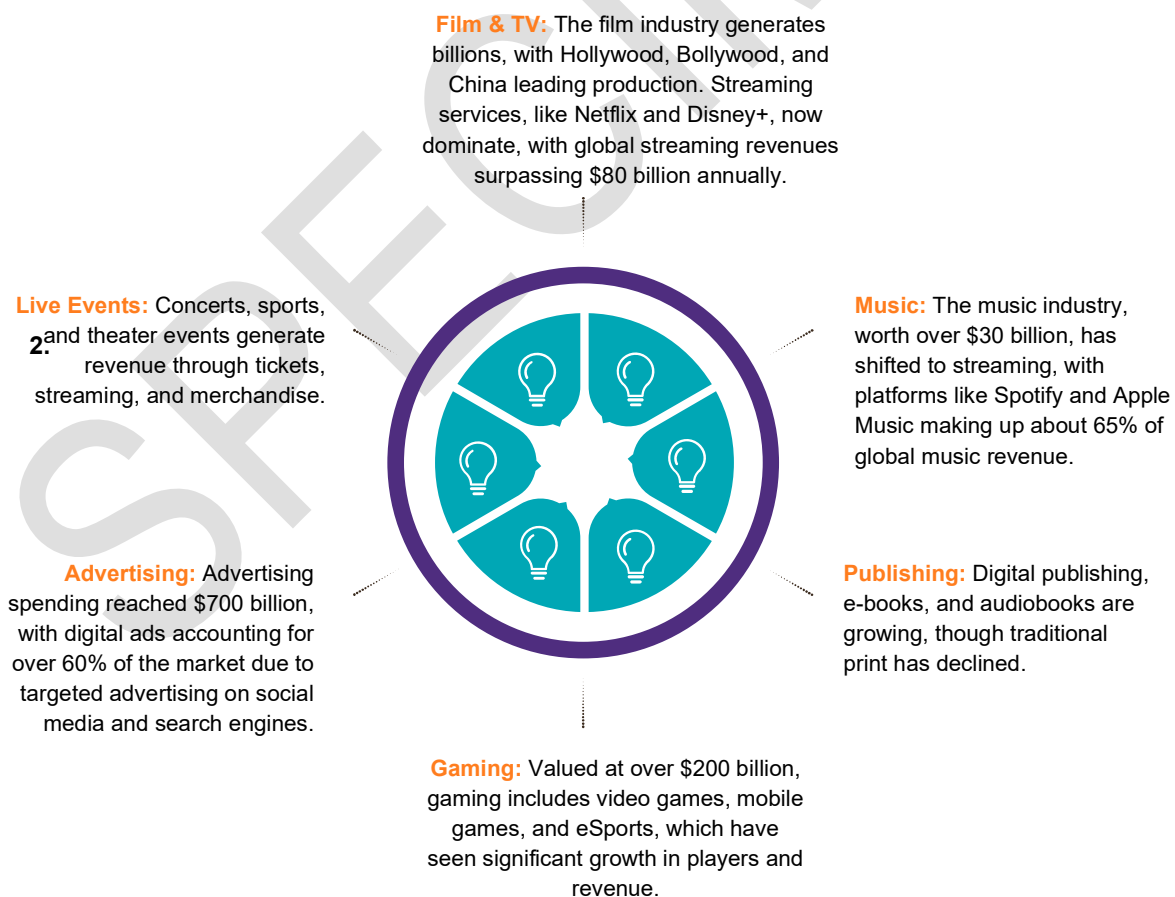 Film & TV: The film industry generates
billions, with Hollywood, Bollywood, and
China leading production. Streaming
services, like Netflix and Disney+, now
dominate, with global streaming revenues
surpassing $80 billion annually.
Live Events: Concerts, sports,
2.
and theater events generate
revenue through tickets,
streaming, and merchandise.
Music: The music industry,
worth over $30 billion, has
shifted to streaming, with
platforms like Spotify and Apple
Music making up about 65% of
global music revenue.
Advertising: Advertising
spending reached $700 billion,
with digital ads accounting for
over 60% of the market due to
targeted advertising on social
media and search engines.
Publishing: Digital publishing,
e-books, and audiobooks are
growing, though traditional
print has declined.
Gaming: Valued at over $200 billion,
gaming includes video games, mobile
games, and eSports, which have
seen significant growth in players and
revenue.